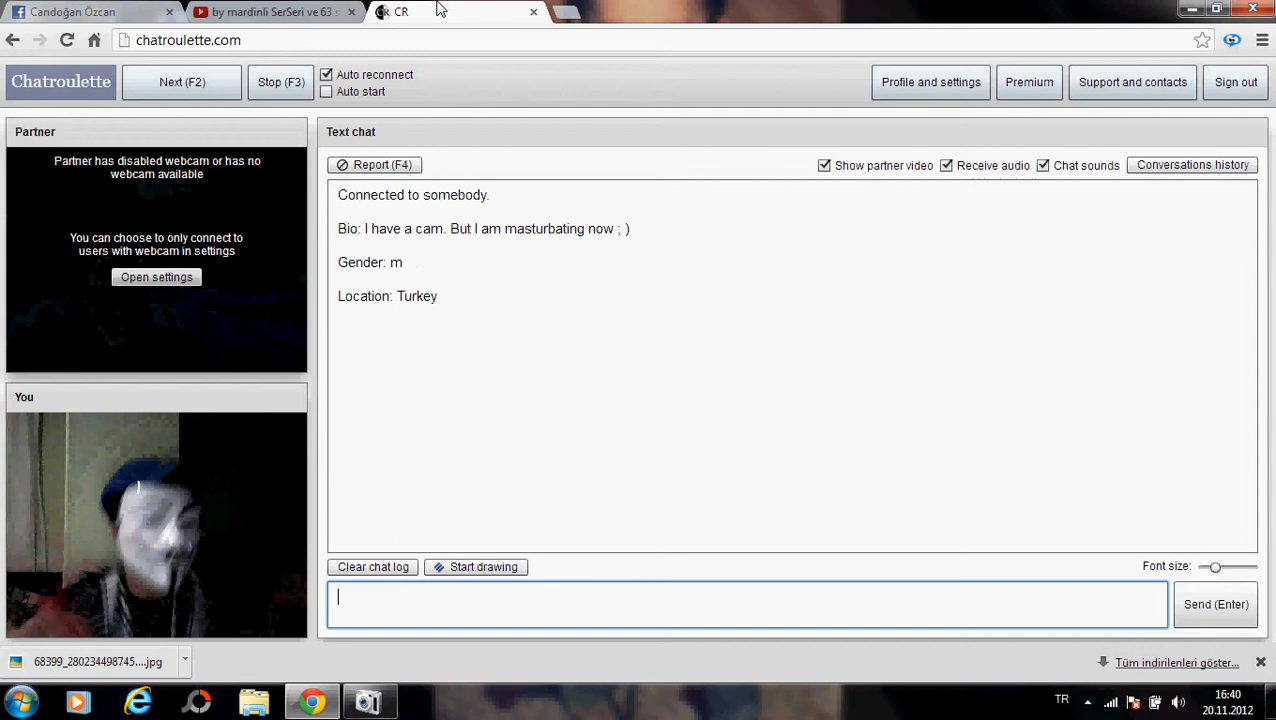 Candoğan Özcan
by mardinli SerSeri ve 63 s
CR
chatroulette.com
Chatroulette
Next (F2)
Stop (F3)
Auto reconnect
Auto start
Profile and settings
Premium
Support and contacts
Sign out
Partner
Partner has disabled webcam or has no
webcam available
You can choose to only connect to
users with webcam in settings
Open settings
You
Text chat
Report (F4)
Show partner video
Receive audio
Chat sounds
Conversations history
Connected to somebody.
Bio: I have a cam. But I am masturbating now ; )
Gender: m
Location: Turkey
Clear chat log
Start drawing
Font size:
Send (Enter)
68399_280234498745....jpg
Tüm indirilenleri göster...
TR
16:40
20.11.2012